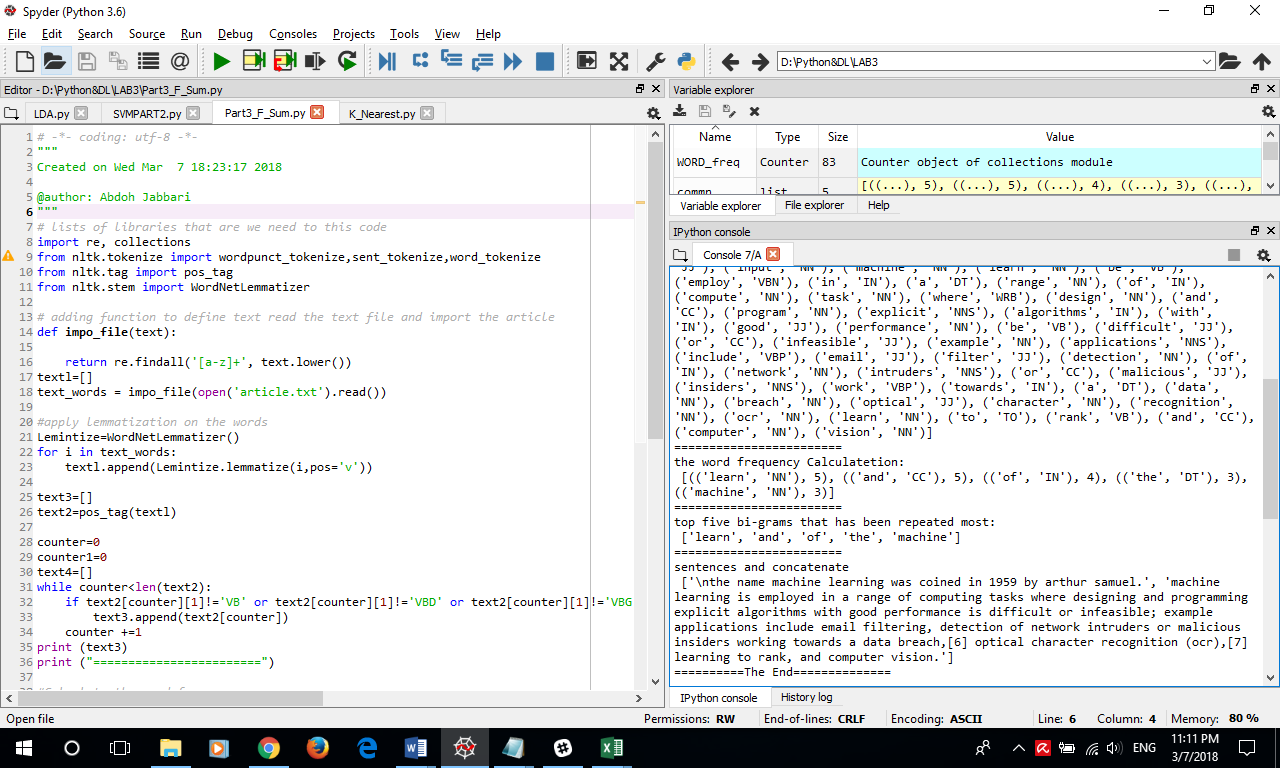 Spyder (Python 3.6)
File Edit Search Source Run Debug Consoles Projects Tools View Help
D:\Python&DL\LAB3
Editor - D:\Python&DL\LAB3\Part3_F_Sum.py
LDA.py SVMPART2.py Part3_F_Sum.py K_Nearest.py
1 # -*- coding: utf-8 -*-
2 """
3 Created on Wed Mar  7 18:23:17 2018
4
5 @author: Abdoh Jabbari
6 """
7 # lists of libraries that are we need to this code
8 import re, collections
9 from nltk.tokenize import wordpunct_tokenize,sent_tokenize,word_tokenize
10 from nltk.tag import pos_tag
11 from nltk.stem import WordNetLemmatizer
12
13 # adding function to define text read the text file and import the article
14 def impo_file(text):
15
16     return re.findall('[a-z]+', text.lower())
17 textl=[]
18 text_words = impo_file(open('article.txt').read())
19
20 #apply lemmatization on the words
21 Lemintize=WordNetLemmatizer()
22 for i in text_words:
23     textl.append(Lemintize.lemmatize(i,pos='v'))
24
25 text3=[]
26 text2=pos_tag(textl)
27
28 counter=0
29 counter1=0
30 text4=[]
31 while counter<len(text2):
32     if text2[counter][1]!='VB' or text2[counter][1]!='VBD' or text2[counter][1]!='VBG
33         text3.append(text2[counter])
34     counter +=1
35 print (text3)
36 print ("========================")
37
Variable explorer
Name Type Size Value
WORD_freq Counter 83 Counter object of collections module
commn list 5 [((...), 5), ((...), 5), ((...), 4), ((...), 3), ((...),
Variable explorer File explorer Help
IPython console
Console 7/A
'JJ'), ('input', 'NN'), ('machine', 'NN'), ('learn', 'NN'), ('be', 'VB'),
('employ', 'VBN'), ('in', 'IN'), ('a', 'DT'), ('range', 'NN'), ('of', 'IN'),
('compute', 'NN'), ('task', 'NN'), ('where', 'WRB'), ('design', 'NN'), ('and',
'CC'), ('program', 'NN'), ('explicit', 'NNS'), ('algorithms', 'IN'), ('with',
'IN'), ('good', 'JJ'), ('performance', 'NN'), ('be', 'VB'), ('difficult', 'JJ'),
('or', 'CC'), ('infeasible', 'JJ'), ('example', 'NN'), ('applications', 'NNS'),
('include', 'VBP'), ('email', 'JJ'), ('filter', 'JJ'), ('detection', 'NN'), ('of',
'IN'), ('network', 'NN'), ('intruders', 'NNS'), ('or', 'CC'), ('malicious', 'JJ'),
('insiders', 'NNS'), ('work', 'VBP'), ('towards', 'IN'), ('a', 'DT'), ('data',
'NN'), ('breach', 'NN'), ('optical', 'JJ'), ('character', 'NN'), ('recognition',
'NN'), ('ocr', 'NN'), ('learn', 'NN'), ('to', 'TO'), ('rank', 'VB'), ('and', 'CC'),
('computer', 'NN'), ('vision', 'NN')]
========================
the word frequency Calculatetion:
[(('learn', 'NN'), 5), (('and', 'CC'), 5), (('of', 'IN'), 4), (('the', 'DT'), 3),
(('machine', 'NN'), 3)]
========================
top five bi-grams that has been repeated most:
['learn', 'and', 'of', 'the', 'machine']
========================
sentences and concatenate
['\nthe name machine learning was coined in 1959 by arthur samuel.', 'machine
learning is employed in a range of computing tasks where designing and programming
explicit algorithms with good performance is difficult or infeasible; example
applications include email filtering, detection of network intruders or malicious
insiders working towards a data breach,[6] optical character recognition (ocr),[7]
learning to rank, and computer vision.']
==========The End==============
IPython console History log
Open file Permissions: RW End-of-lines: CRLF Encoding: ASCII Line: 6 Column: 4 Memory: 80 %
ENG
11:11 PM
3/7/2018